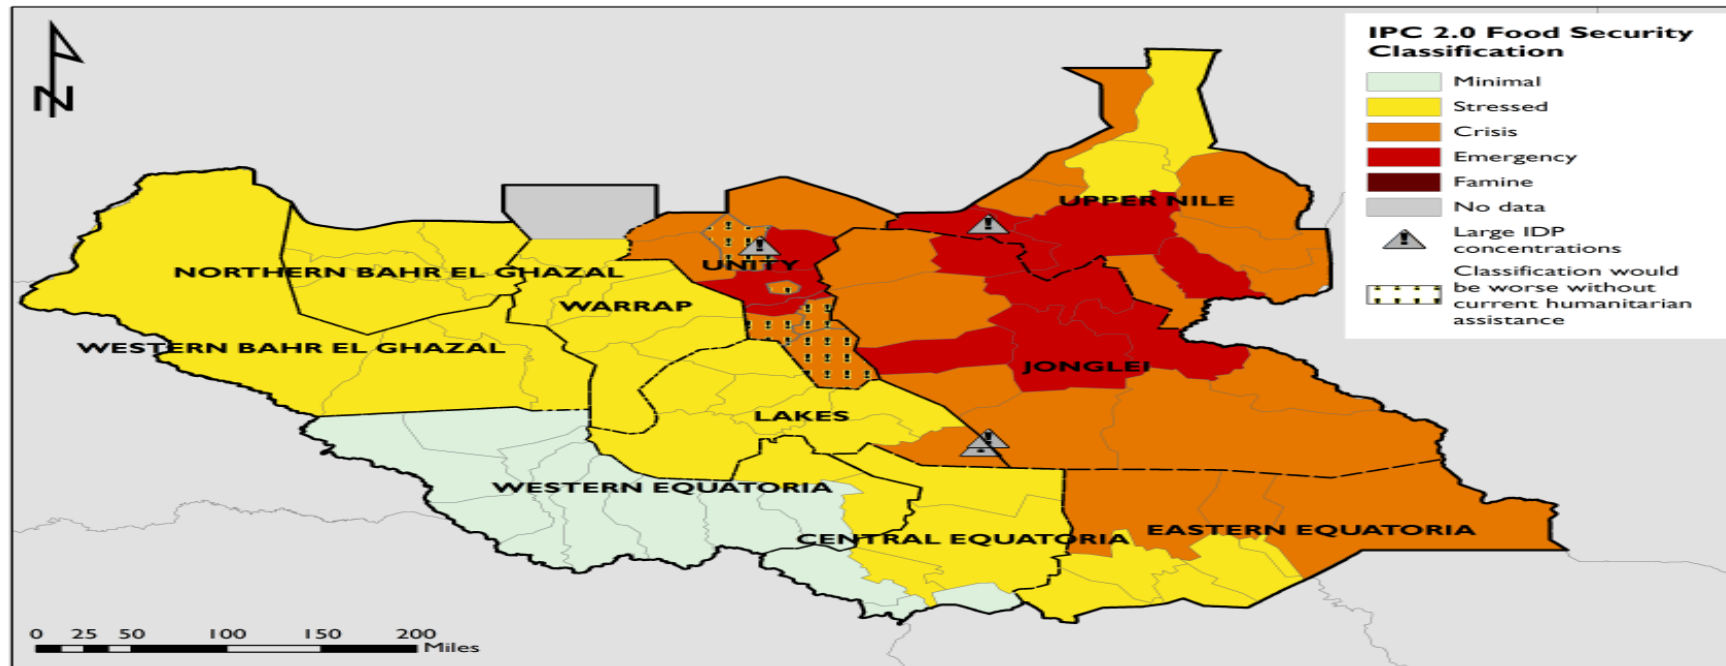 IPC 2.0 Food Security
Classification
Minimal
Stressed
Crisis
Emergency
Famine
No data
Large IDP
concentrations
Classification would
be worse without
current humanitarian
assistance
N
UPPER NILE
UNITY
NORTHERN BAHR EL GHAZAL
WARRAP
WESTERN BAHR EL GHAZAL
JONGLEI
LAKES
WESTERN EQUATORIA
CENTRAL EQUATORIA
EASTERN EQUATORIA
0 25 50 100 150 200
Miles